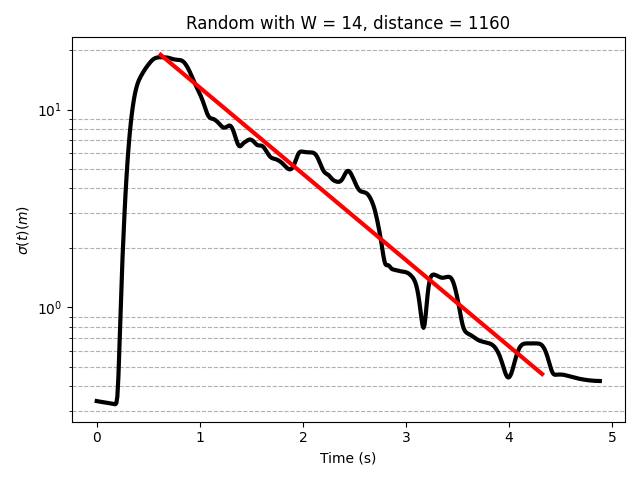 Random with W = 14, distance = 1160
σ(t)(m)
10¹
10⁰
0 1 2 3 4 5
Time (s)